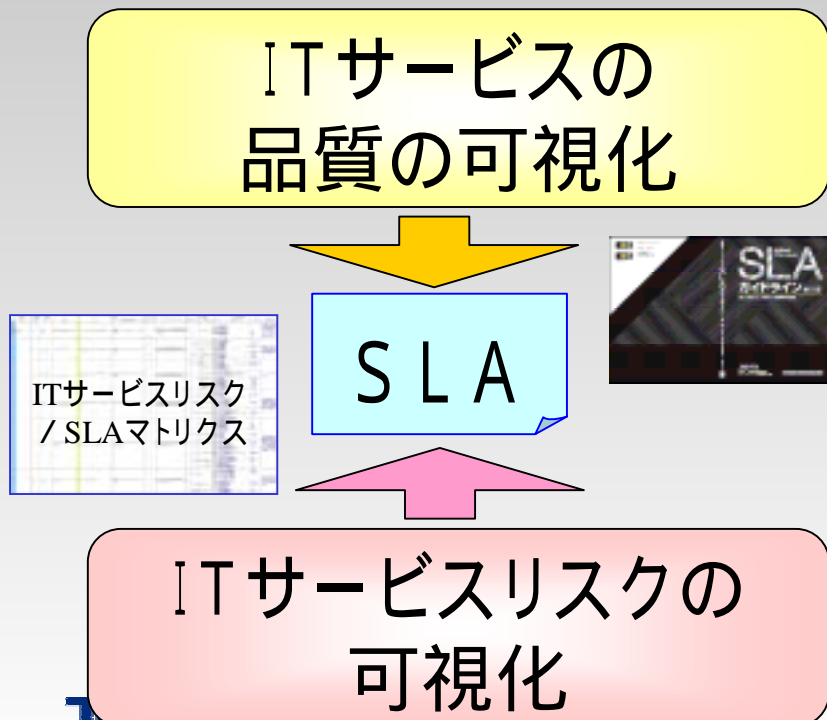 ITサービスの
品質の可視化
SLA
ガイドライン
SLA
ITサービスリスク
/SLAマトリクス
ITサービスリスクの
可視化